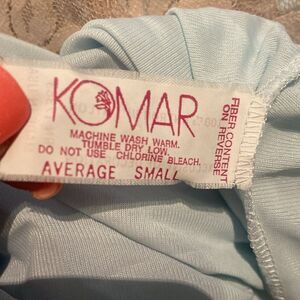 KOMAR
MACHINE WASH WARM.
TUMBLE DRY LOW.
DO NOT USE CHLORINE BLEACH.
AVERAGE SMALL
FIBER CONTENT
ON REVERSE